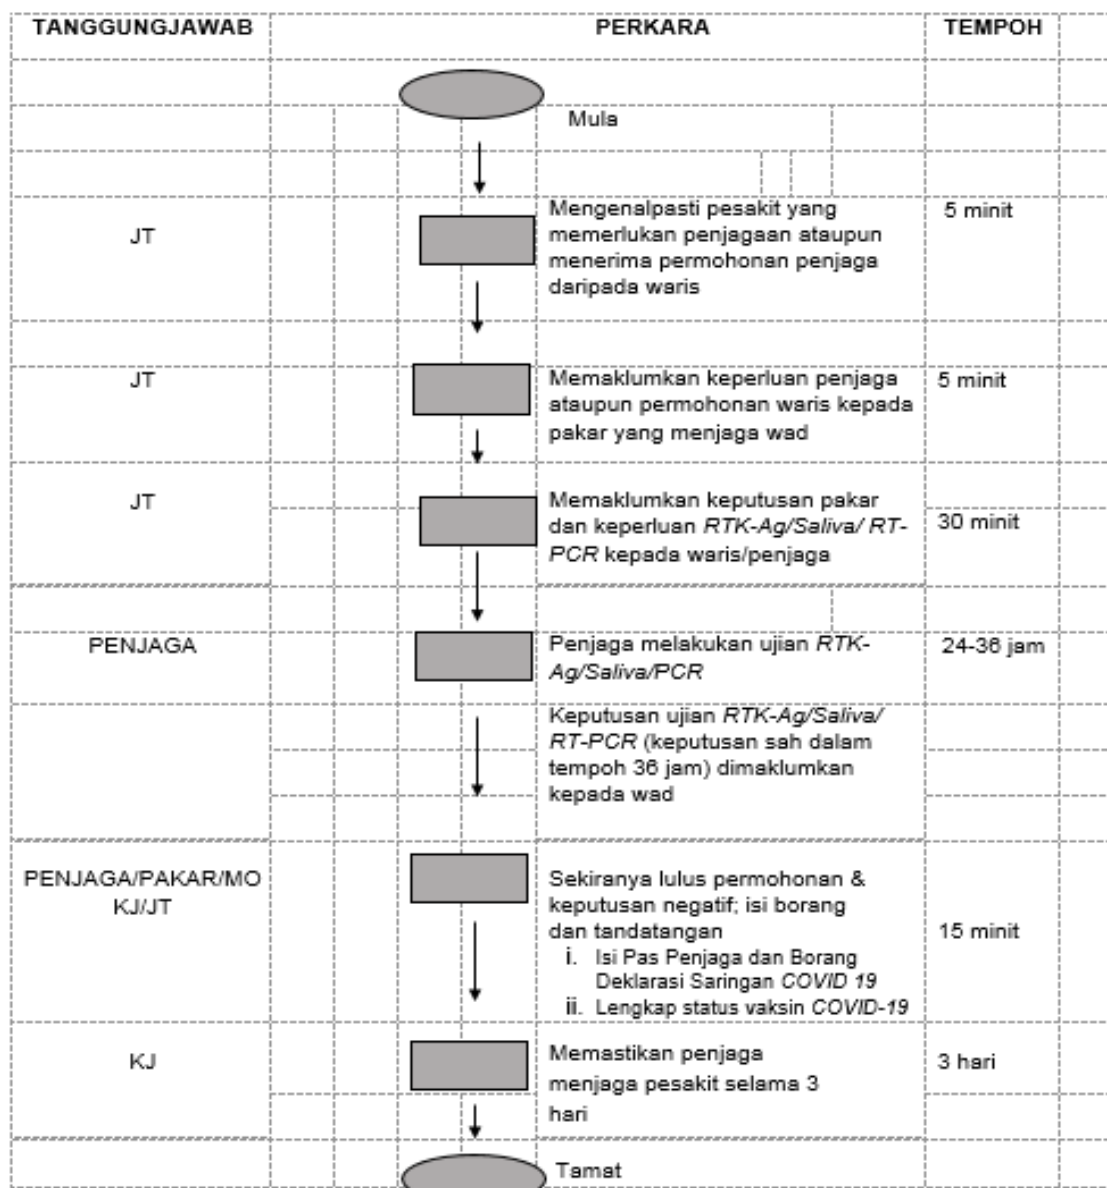 TANGGUNGJAWAB PERKARA TEMPOH
Mula
JT
Mengenalpasti pesakit yang
memerlukan penjagaan ataupun
menerima permohonan penjaga
daripada waris
5 minit
JT
Memaklumkan keperluan penjaga
ataupun permohonan waris kepada
pakar yang menjaga wad
5 minit
JT
Memaklumkan keputusan pakar
dan keperluan RTK-Ag/Saliva/ RT-
PCR kepada waris/penjaga
30 minit
PENJAGA
Penjaga melakukan ujian RTK-
Ag/Saliva/PCR
24-36 jam
Keputusan ujian RTK-Ag/Saliva/
RT-PCR (keputusan sah dalam
tempoh 36 jam) dimaklumkan
kepada wad
PENJAGA/PAKAR/MO
KJ/JT
Sekiranya lulus permohonan &
keputusan negatif; isi borang
dan tandatangan
i. Isi Pas Penjaga dan Borang
Deklarasi Saringan COVID 19
ii. Lengkap status vaksin COVID-19
15 minit
KJ
Memastikan penjaga
menjaga pesakit selama 3
hari
3 hari
Tamat